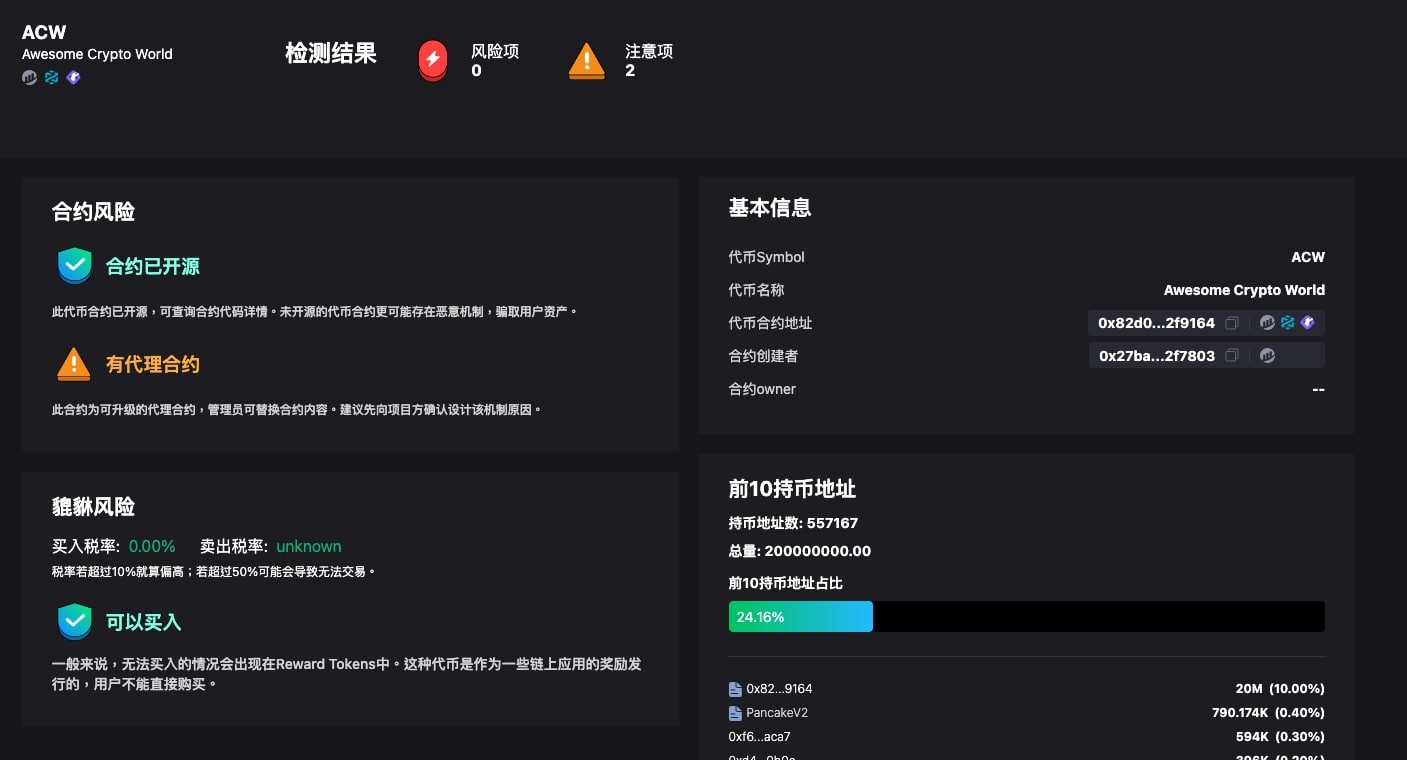 ACW
Awesome Crypto World
检测结果
风险项
0
注意项
2
合约风险
合约已开源
此代币合约已开源，可查询合约代码详情。未开源的代币合约更可能存在恶意机制，骗取用户资产。
有代理合约
此合约为可升级的代理合约，管理员可替换合约内容。建议先向项目方确认设计该机制原因。
貔貅风险
买入税率: 0.00% 卖出税率: unknown
税率若超过10%就算偏高；若超过50%可能会导致无法交易。
可以买入
一般来说，无法买入的情况会出现在Reward Tokens中。这种代币是作为一些链上应用的奖励发
行的，用户不能直接购买。
基本信息
代币Symbol ACW
代币名称 Awesome Crypto World
代币合约地址 0x82d0...2f9164
合约创建者 0x27ba...2f7803
合约owner --
前10持币地址
持币地址数: 557167
总量: 200000000.00
前10持币地址占比
24.16%
0x82...9164 20M (10.00%)
PancakeV2 790.174K (0.40%)
0xf6...aca7 594K (0.30%)